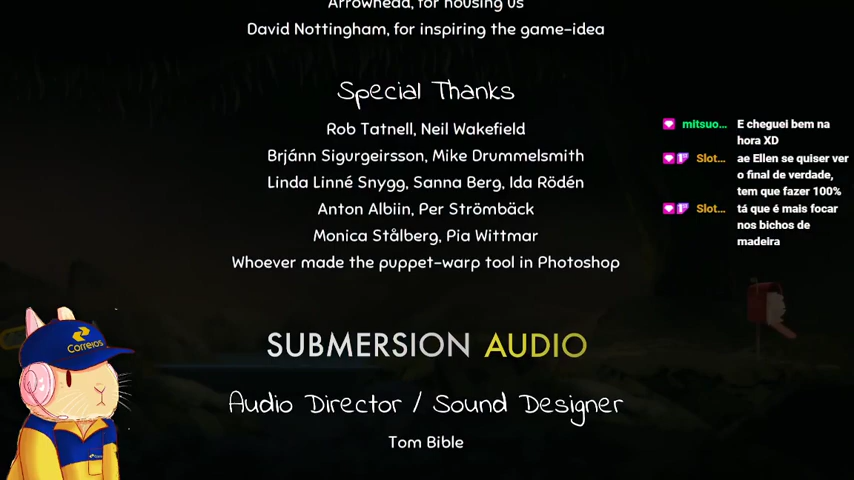 Arrowhead, for housing us
David Nottingham, for inspiring the game-idea
Special Thanks
Rob Tatnell, Neil Wakefield
Brjánn Sigurgeirsson, Mike Drummelsmith
Linda Linné Snygg, Sanna Berg, Ida Rödén
Anton Albiin, Per Strömbäck
Monica Stålberg, Pia Wittmar
Whoever made the puppet-warp tool in Photoshop
SUBMERSION AUDIO
Audio Director / Sound Designer
Tom Bible
mitsuo... E cheguei bem na
hora XD
Slot... ae Ellen se quiser ver
o final de verdade,
tem que fazer 100%
Slot... tá que é mais focar
nos bichos de
madeira
Correios